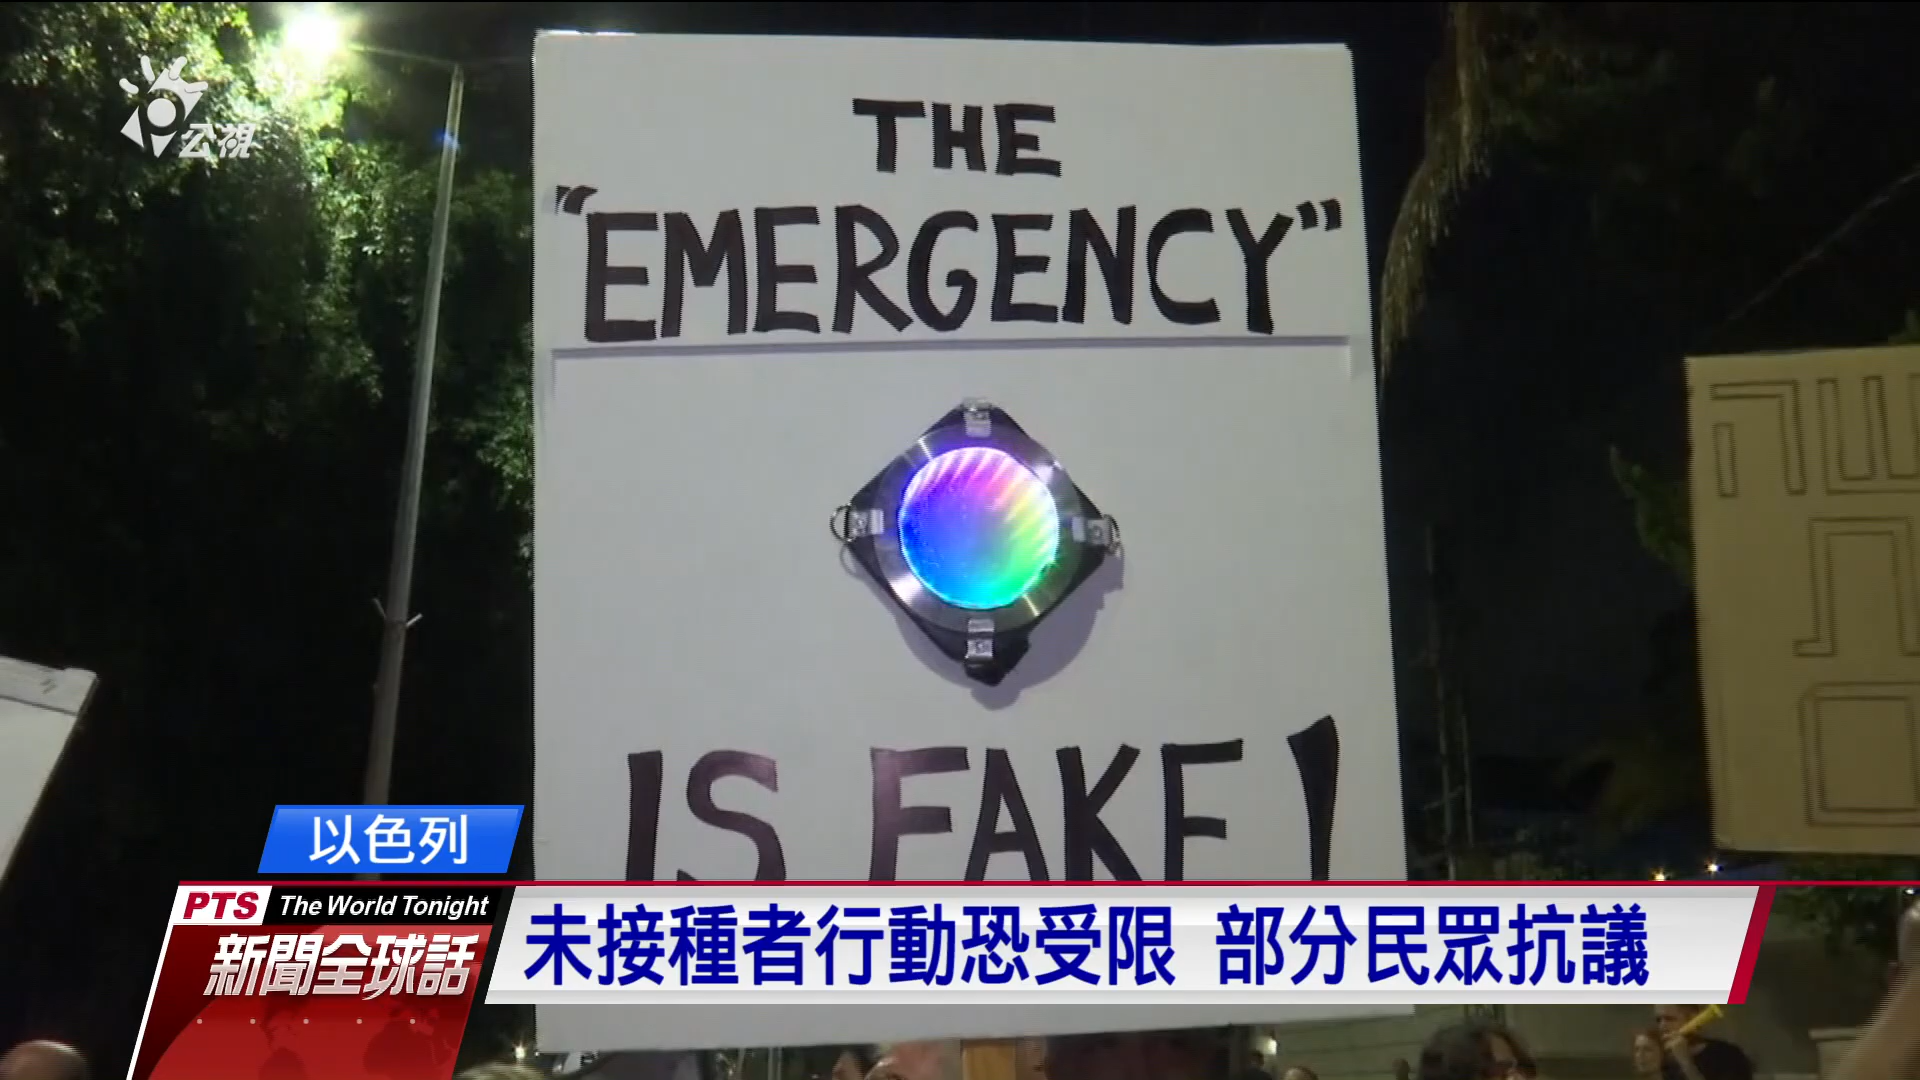 公視
THE
"EMERGENCY"
IS FAKE!
以色列
PTS The World Tonight
新聞全球話
未接種者行動恐受限 部分民眾抗議